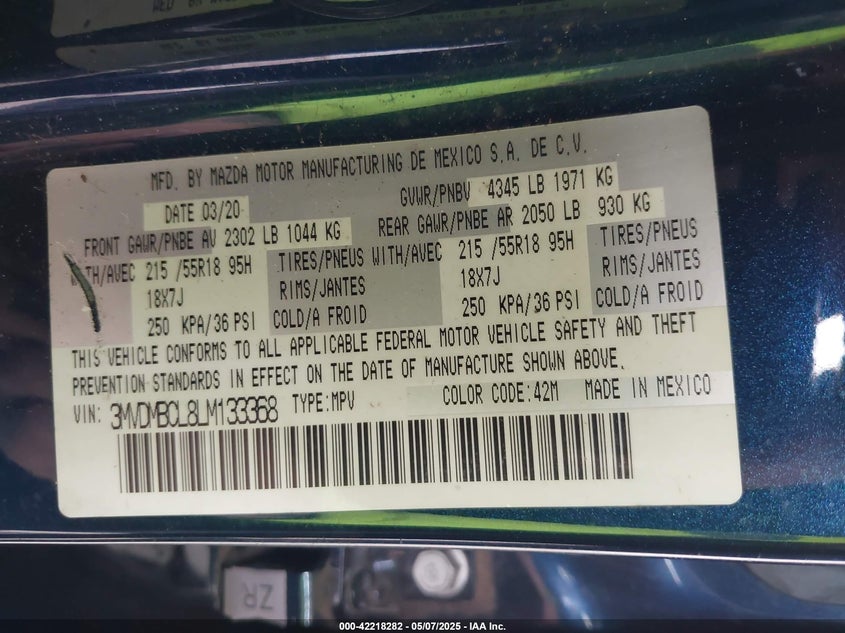 MFD. BY MAZDA MOTOR MANUFACTURING DE MEXICO S.A. DE C.V.
DATE 03/20 GVWR/PNBV 4345 LB 1971 KG
FRONT GAWR/PNBE AV 2302 LB 1044 KG REAR GAWR/PNBE AR 2050 LB 930 KG
WITH/AVEC 215 /55R18 95H TIRES/PNEUS WITH/AVEC 215 /55R18 95H TIRES/PNEUS
18X7J RIMS/JANTES 18X7J RIMS/JANTES
250 KPA/36 PSI COLD/A FROID 250 KPA/36 PSI COLD/A FROID
THIS VEHICLE CONFORMS TO ALL APPLICABLE FEDERAL MOTOR VEHICLE SAFETY AND THEFT
PREVENTION STANDARDS IN EFFECT ON THE DATE OF MANUFACTURE SHOWN ABOVE.
VIN: 3MVDMBCL8LM133368 TYPE:MPV COLOR CODE:42M MADE IN MEXICO
ZR
000-42218282 - 05/07/2025 - IAA Inc.